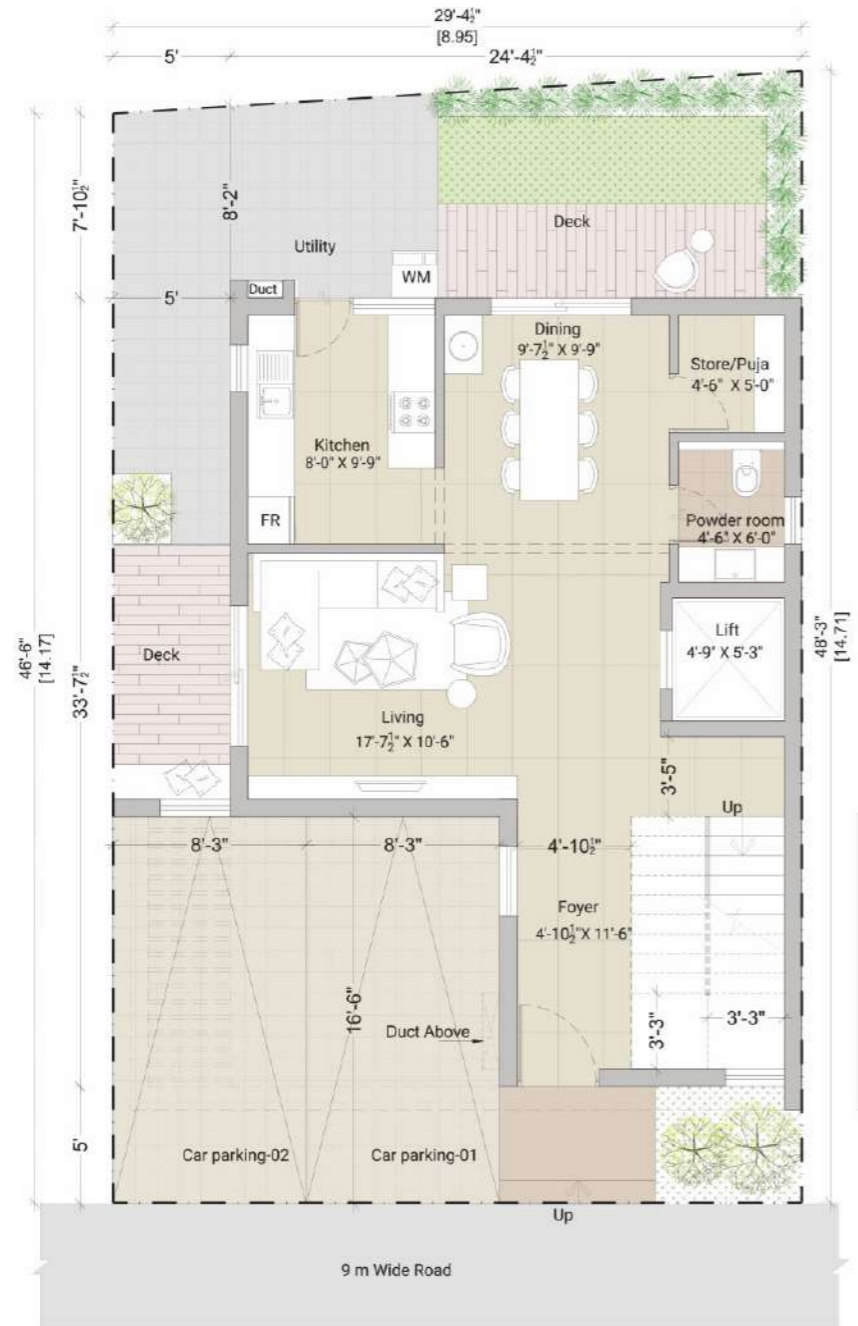 29'-4½"
[8.95]
5'
24'-4½"
7'-10½"
8'-2"
Deck
Utility
WM
5'
Duct
Dining
9'-7½" X 9'-9"
Store/Puja
4'-6" X 5'-0"
Kitchen
8'-0" X 9'-9"
FR
Powder room
4'-6" X 6'-0"
46'-6"
[14.17]
33'-7½"
Deck
Lift
4'-9" X 5'-3"
48'-3"
[14.71]
Living
17'-7½" X 10'-6"
3'-5"
Up
8'-3"
8'-3"
4'-10½"
Foyer
4'-10½"X 11'-6"
16'-6"
Duct Above
3'-3"
3'-3"
5'
Car parking-02
Car parking-01
Up
9 m Wide Road